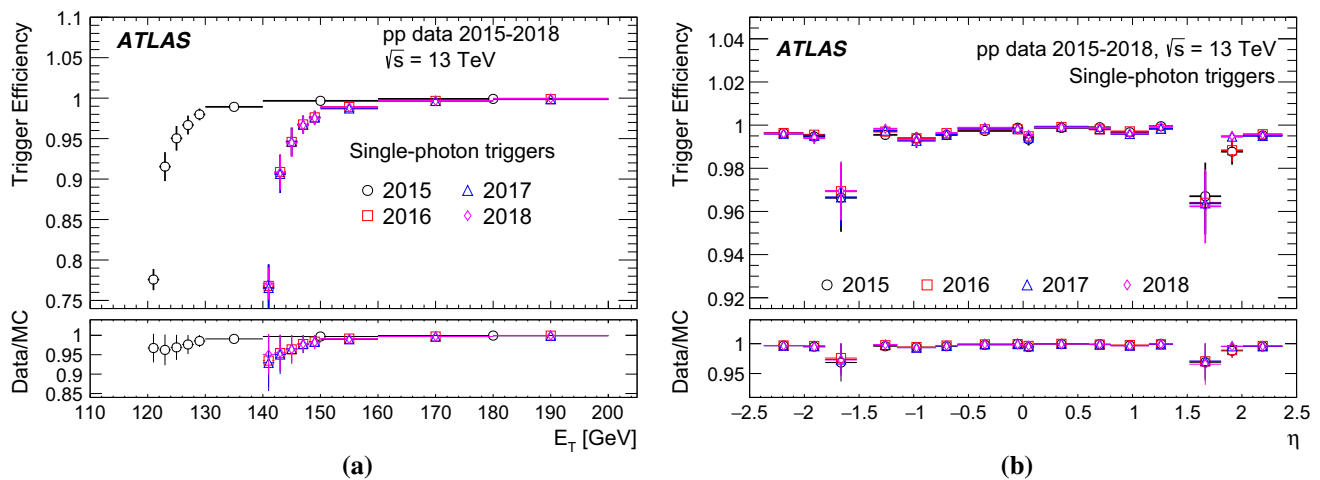 ATLAS
pp data 2015-2018
√s = 13 TeV
Single-photon triggers
2015
2017
2016
2018
Trigger Efficiency
1.1
1.05
1
0.95
0.9
0.85
0.8
0.75
Data/MC
1
0.95
0.9
0.85
110 120 130 140 150 160 170 180 190 200
E_T [GeV]
(a)
ATLAS
pp data 2015-2018, √s = 13 TeV
Single-photon triggers
2015 2016 2017 2018
Trigger Efficiency
1.04
1.02
1
0.98
0.96
0.94
0.92
Data/MC
1
0.95
−2.5 −2 −1.5 −1 −0.5 0 0.5 1 1.5 2 2.5
η
(b)